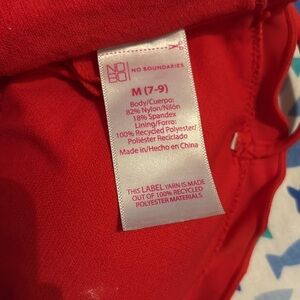 NO
BO
NO BOUNDARIES
M (7-9)
Body/Cuerpo:
82% Nylon/Nilón
18% Spandex
Lining/Forro:
100% Recycled Polyester/
Poliéster Reciclado
Made in/Hecho en China
THIS LABEL YARN IS MADE
OUT OF 100% RECYCLED
POLYESTER MATERIALS